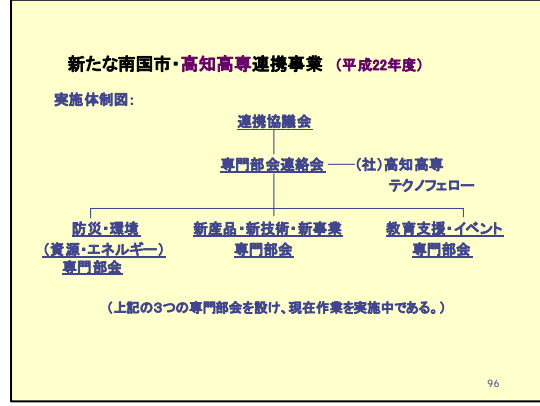 新たな南国市・高知高専連携事業 (平成22年度)
実施体制図:
連携協議会
専門部会連絡会 (社)高知高専
テクノフェロー
防災・環境 新産品・新技術・新事業 教育支援・イベント
(資源・エネルギー) 専門部会 専門部会
専門部会
(上記の3つの専門部会を設け、現在作業を実施中である。)
96